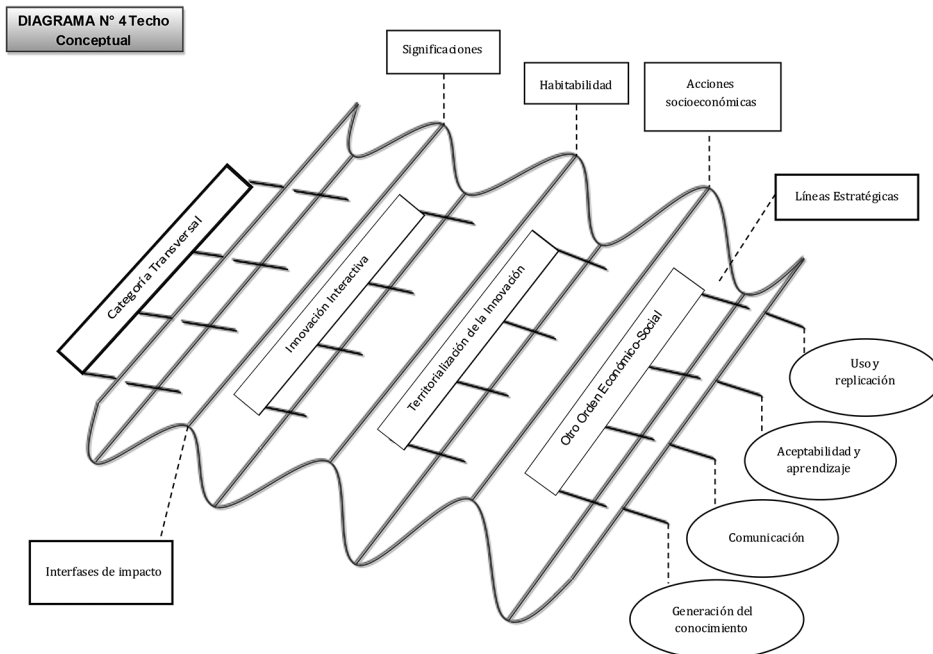 DIAGRAMA N° 4 Techo
Conceptual
Significaciones
Habitabilidad
Acciones
socioeconómicas
Líneas Estratégicas
Categoría Transversal
Innovación Interactiva
Territorialización de la Innovación
Otro Orden Económico-Social
Uso y
replicación
Aceptabilidad y
aprendizaje
Comunicación
Generación del
conocimiento
Interfases de impacto